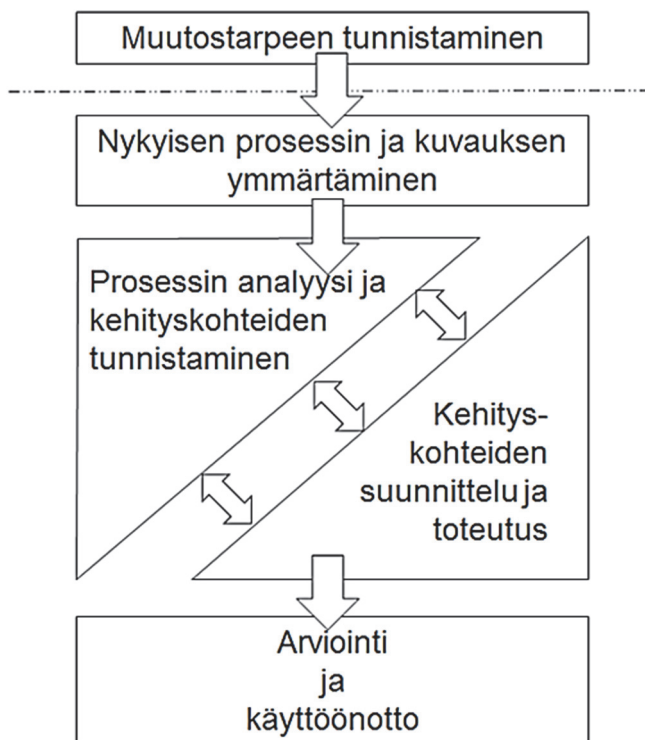 Muutostarpeen tunnistaminen
Nykyisen prosessin ja kuvauksen
ymmärtäminen
Prosessin analyysi ja
kehityskohteiden
tunnistaminen
Kehitys-
kohteiden
suunnittelu ja
toteutus
Arviointi
ja
käyttöönotto